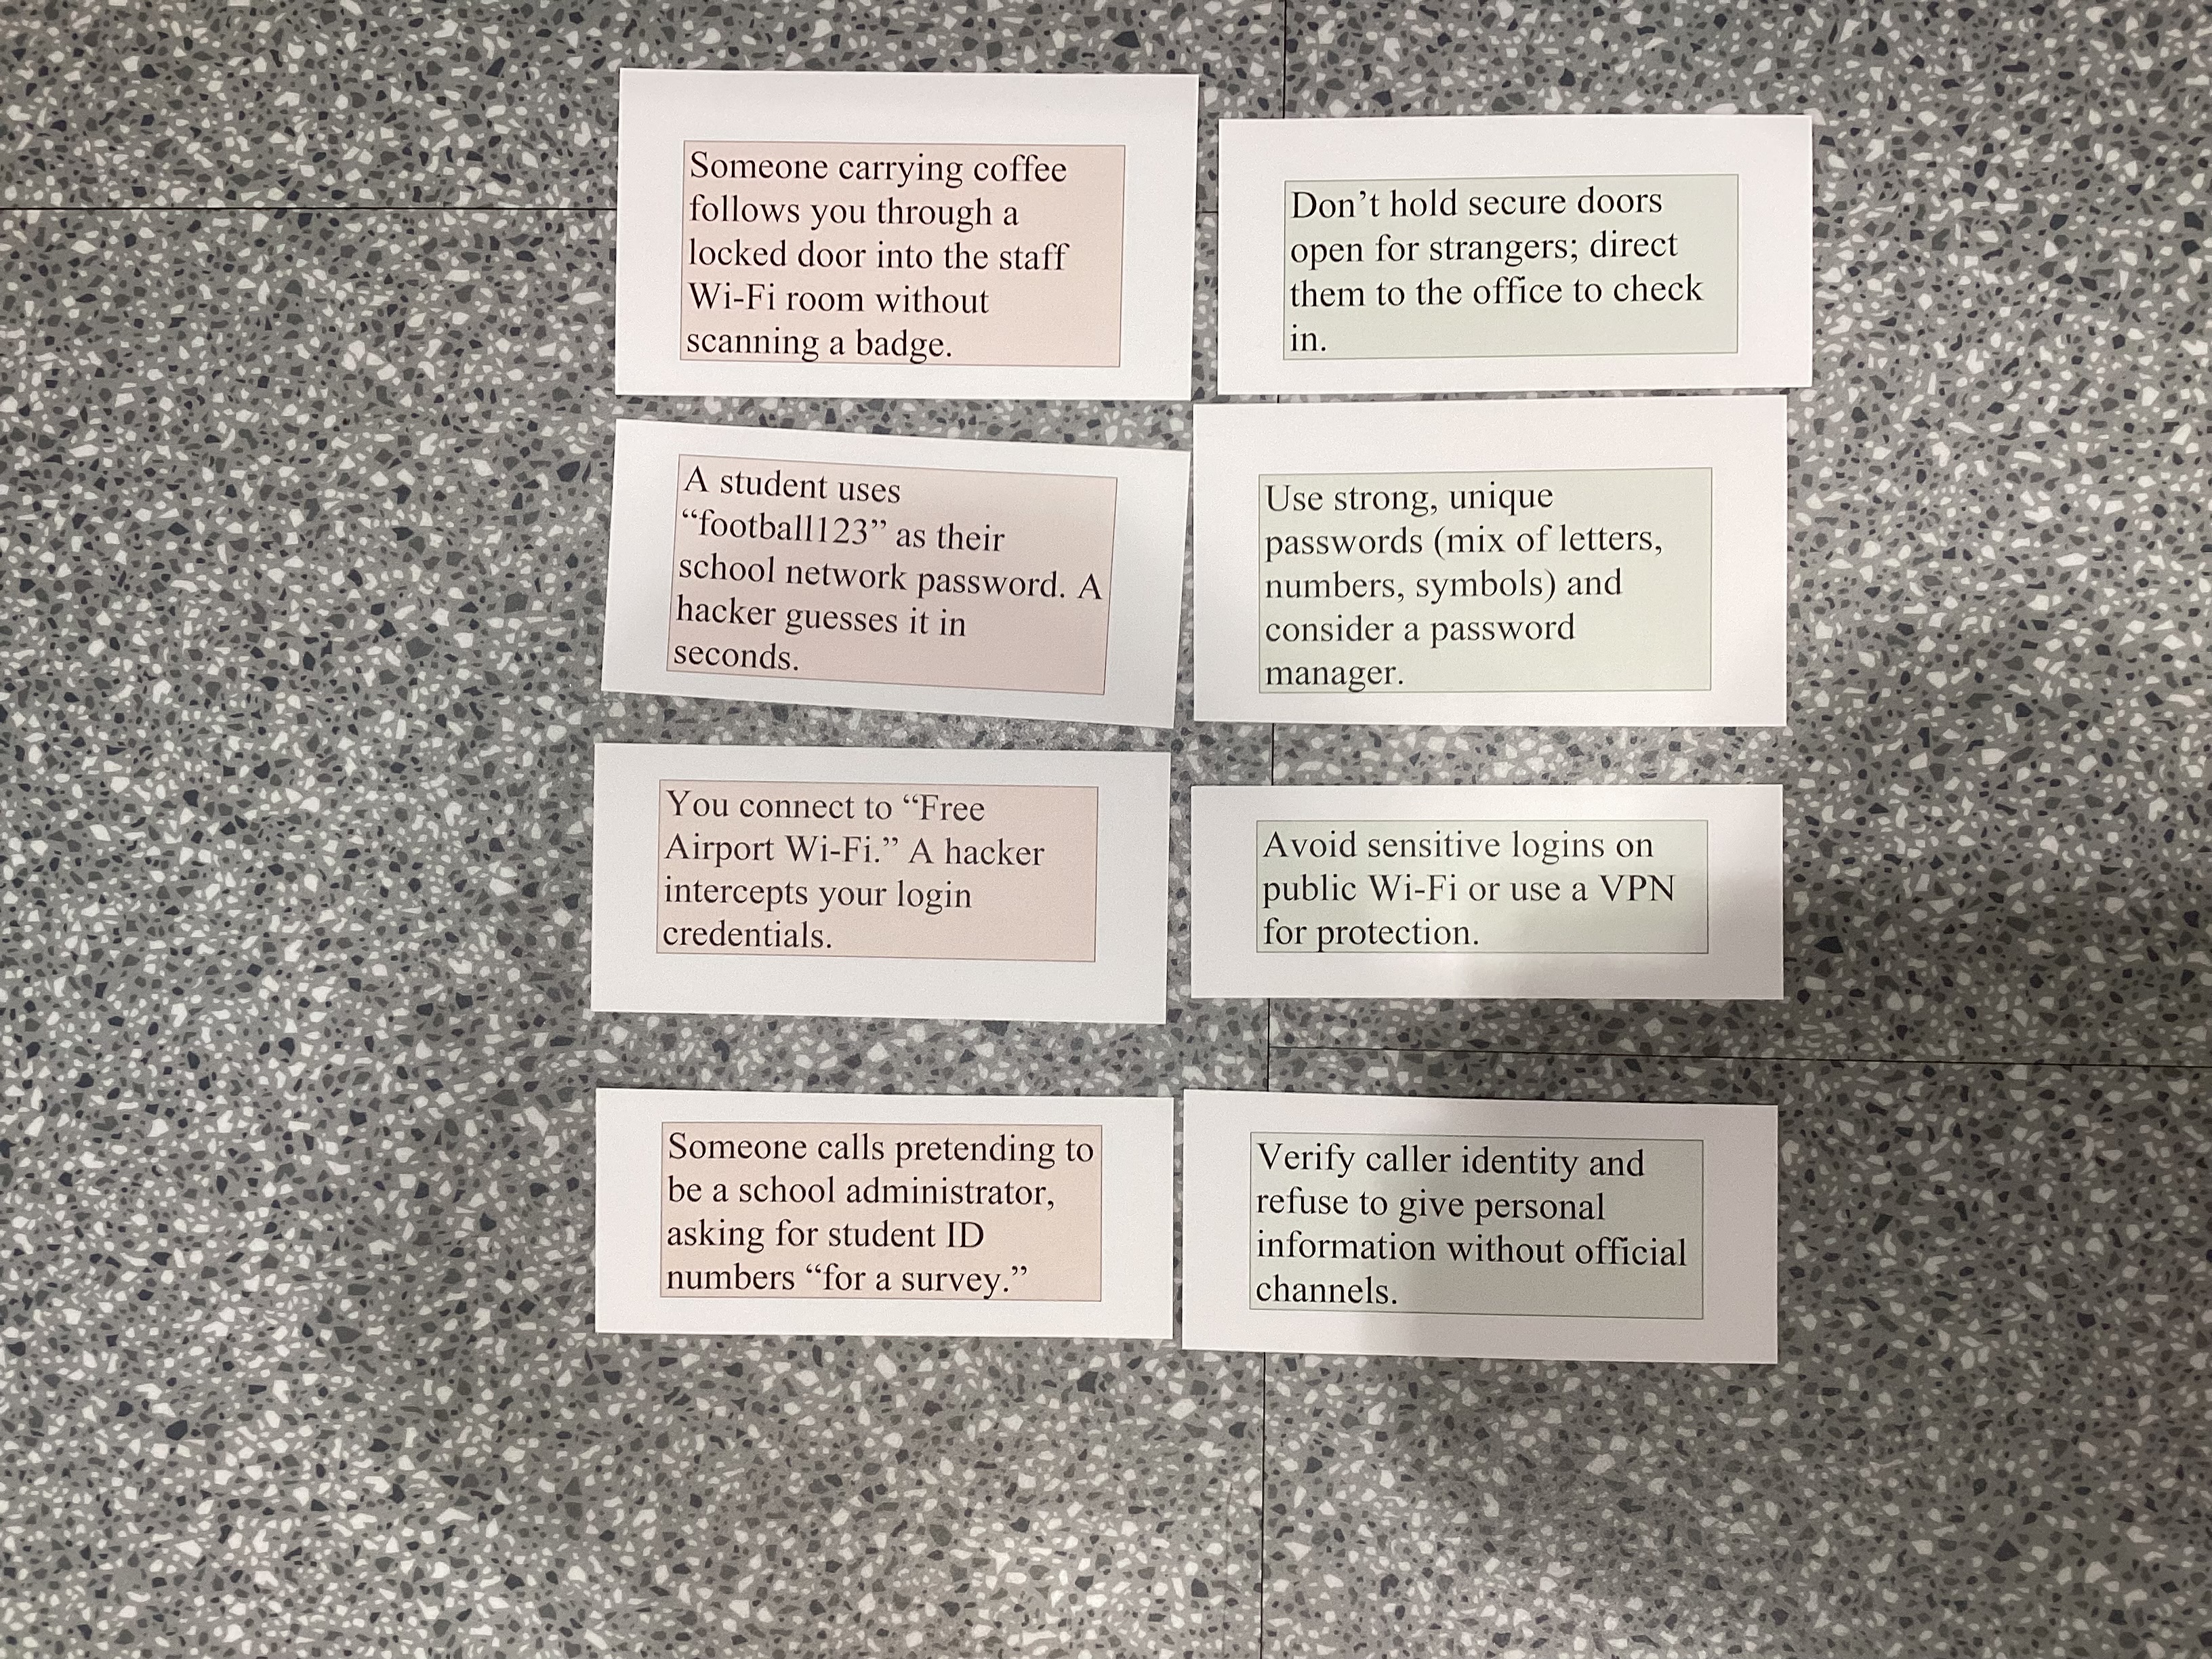 Someone carrying coffee
follows you through a
locked door into the staff
Wi-Fi room without
scanning a badge.
Don't hold secure doors
open for strangers; direct
them to the office to check
in.
A student uses
“football123” as their
school network password. A
hacker guesses it in
seconds.
Use strong, unique
passwords (mix of letters,
numbers, symbols) and
consider a password
manager.
You connect to “Free
Airport Wi-Fi.” A hacker
intercepts your login
credentials.
Avoid sensitive logins on
public Wi-Fi or use a VPN
for protection.
Someone calls pretending to
be a school administrator,
asking for student ID
numbers “for a survey.”
Verify caller identity and
refuse to give personal
information without official
channels.